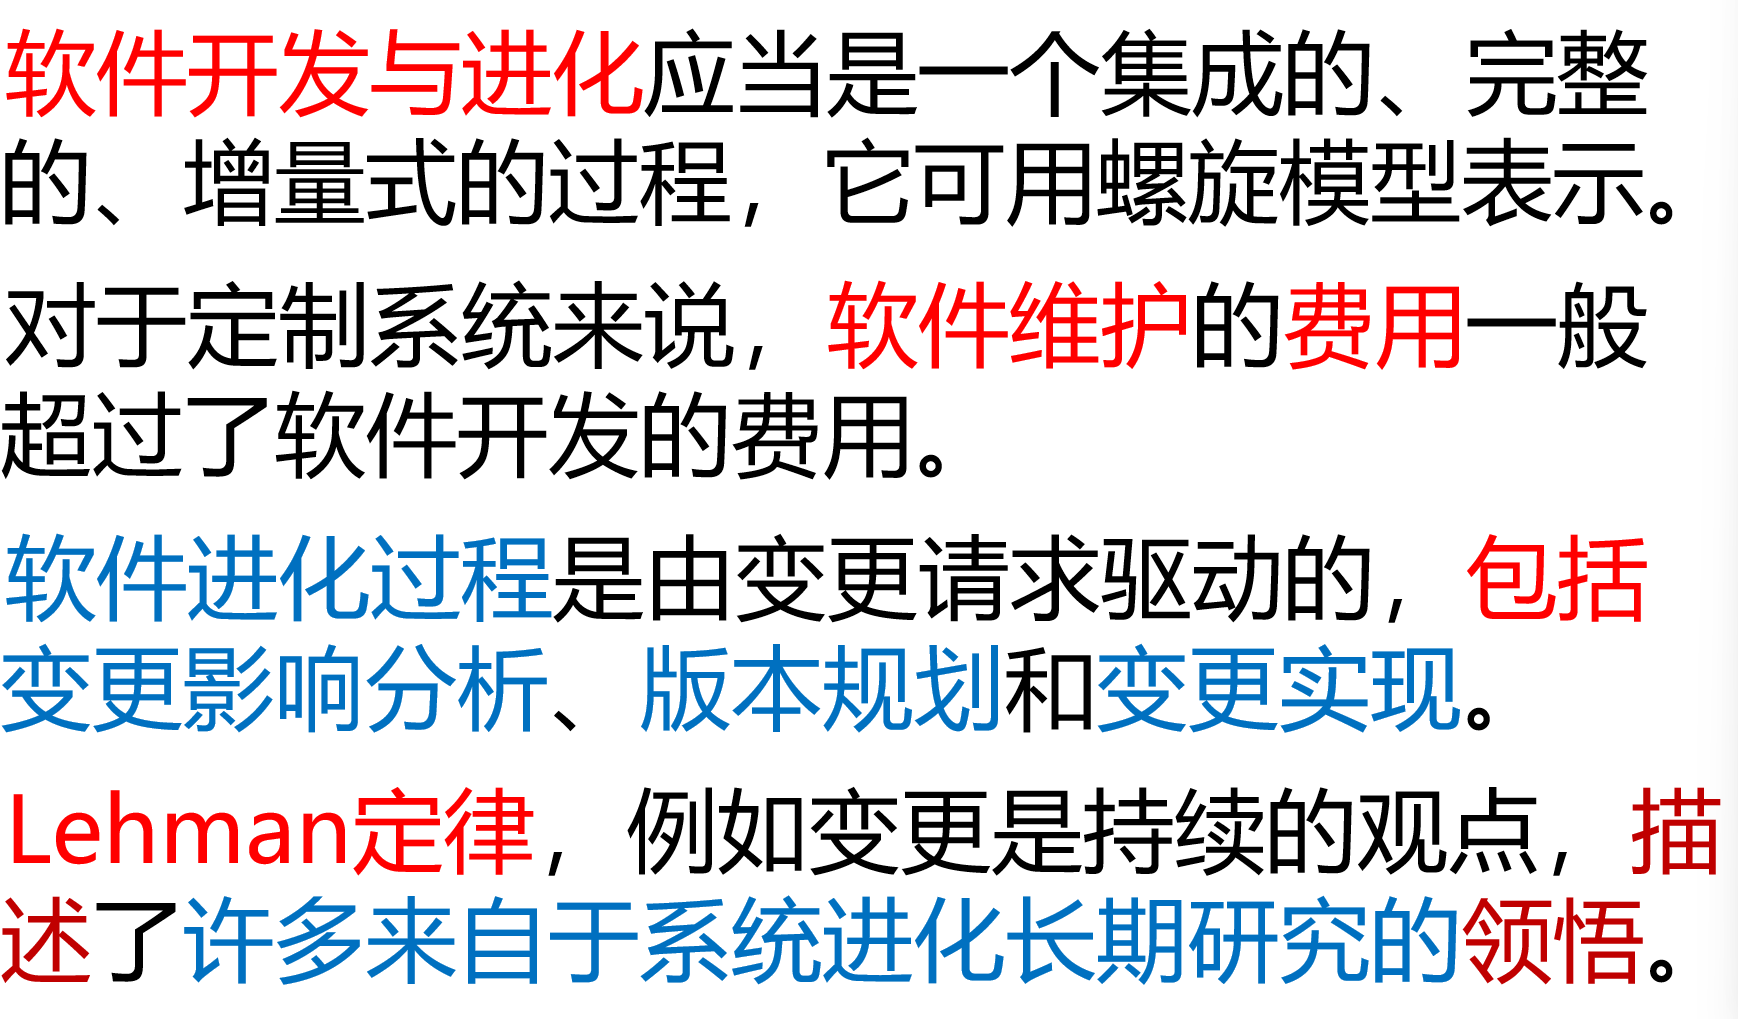 软件开发与进化应当是一个集成的、完整
的、增量式的过程，它可用螺旋模型表示。
对于定制系统来说，软件维护的费用一般
超过了软件开发的费用。
软件进化过程是由变更请求驱动的，包括
变更影响分析、版本规划和变更实现。
Lehman定律，例如变更是持续的观点，描
述了许多来自于系统进化长期研究的领悟。